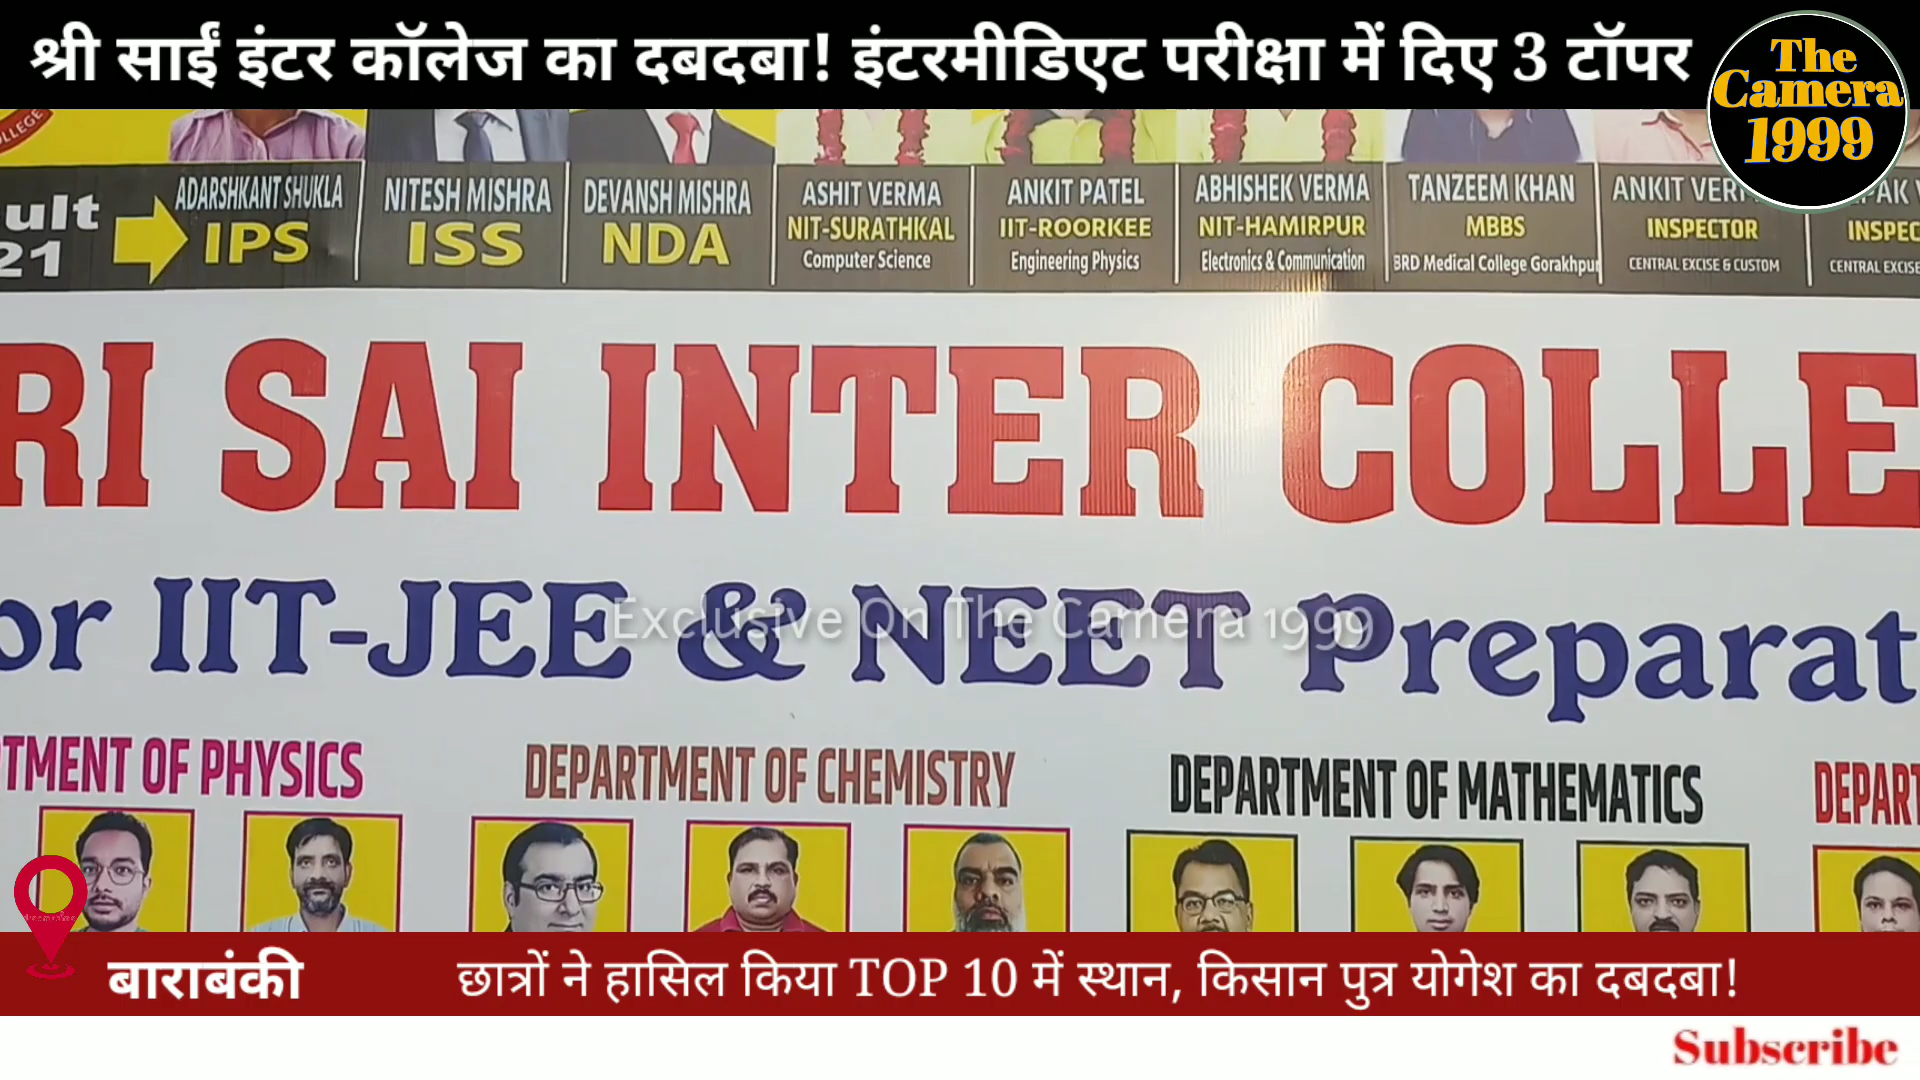 श्री साईं इंटर कॉलेज का दबदबा! इंटरमीडिएट परीक्षा में दिए 3 टॉपर
The
Camera
1999
OLLEGE
ult
21
ADARSHKANT SHUKLA
IPS
NITESH MISHRA
ISS
DEVANSH MISHRA
NDA
ASHIT VERMA
NIT-SURATHKAL
Computer Science
ANKIT PATEL
IIT-ROORKEE
Engineering Physics
ABHISHEK VERMA
NIT-HAMIRPUR
Electronics & Communication
TANZEEM KHAN
MBBS
BRD Medical College Gorakhpur
ANKIT VER
INSPECTOR
CENTRAL EXCISE & CUSTOM
PAK V
INSPEC
CENTRAL EXCISE
RI SAI INTER COLLE
or IIT-JEE & NEET Preparat
Exclusive On The Camera 1999
TMENT OF PHYSICS
DEPARTMENT OF CHEMISTRY
DEPARTMENT OF MATHEMATICS
DEPART
बाराबंकी
छात्रों ने हासिल किया TOP 10 में स्थान, किसान पुत्र योगेश का दबदबा!
Subscribe